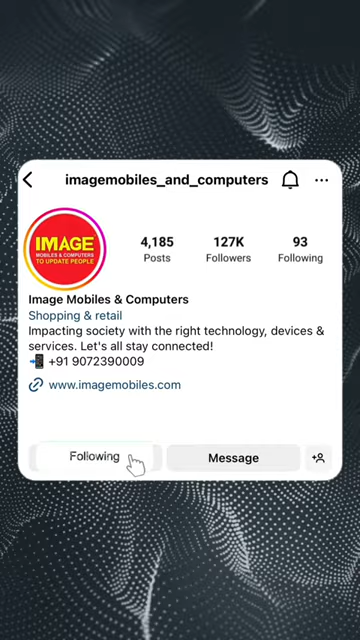 imagemobiles_and_computers
IMAGE
MOBILES & COMPUTERS
TO UPDATE PEOPLE
4,185 127K 93
Posts Followers Following
Image Mobiles & Computers
Shopping & retail
Impacting society with the right technology, devices &
services. Let's all stay connected!
+91 9072390009
www.imagemobiles.com
Following Message